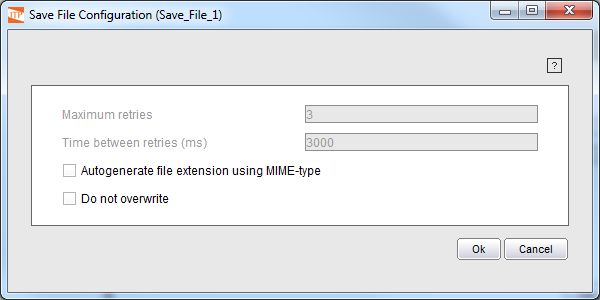 Save File Configuration (Save_File_1)
?
Maximum retries 3
Time between retries (ms) 3000
Autogenerate file extension using MIME-type
Do not overwrite
Ok Cancel